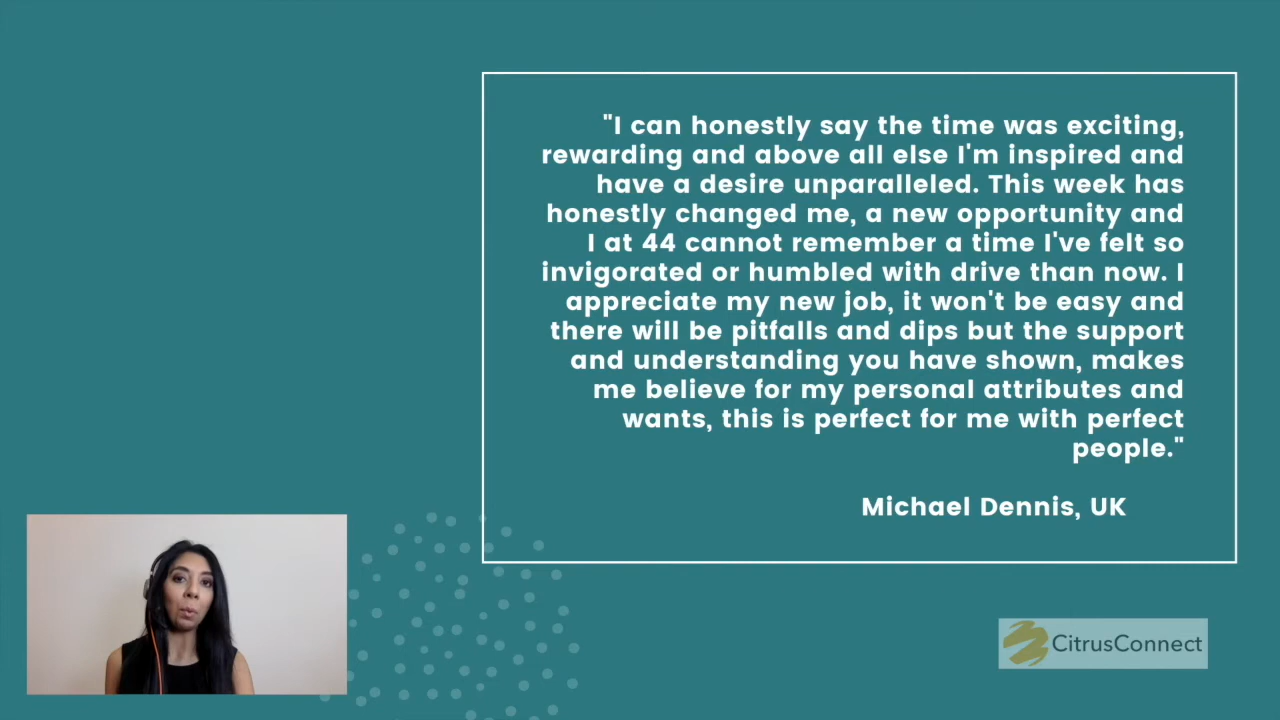 "I can honestly say the time was exciting,
rewarding and above all else I'm inspired and
have a desire unparalleled. This week has
honestly changed me, a new opportunity and
I at 44 cannot remember a time I've felt so
invigorated or humbled with drive than now. I
appreciate my new job, it won't be easy and
there will be pitfalls and dips but the support
and understanding you have shown, makes
me believe for my personal attributes and
wants, this is perfect for me with perfect
people."
Michael Dennis, UK
CitrusConnect